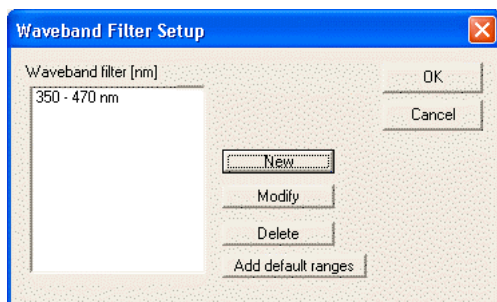 Waveband Filter Setup
Waveband filter [nm]
350 - 470 nm
OK
Cancel
New
Modify
Delete
Add default ranges